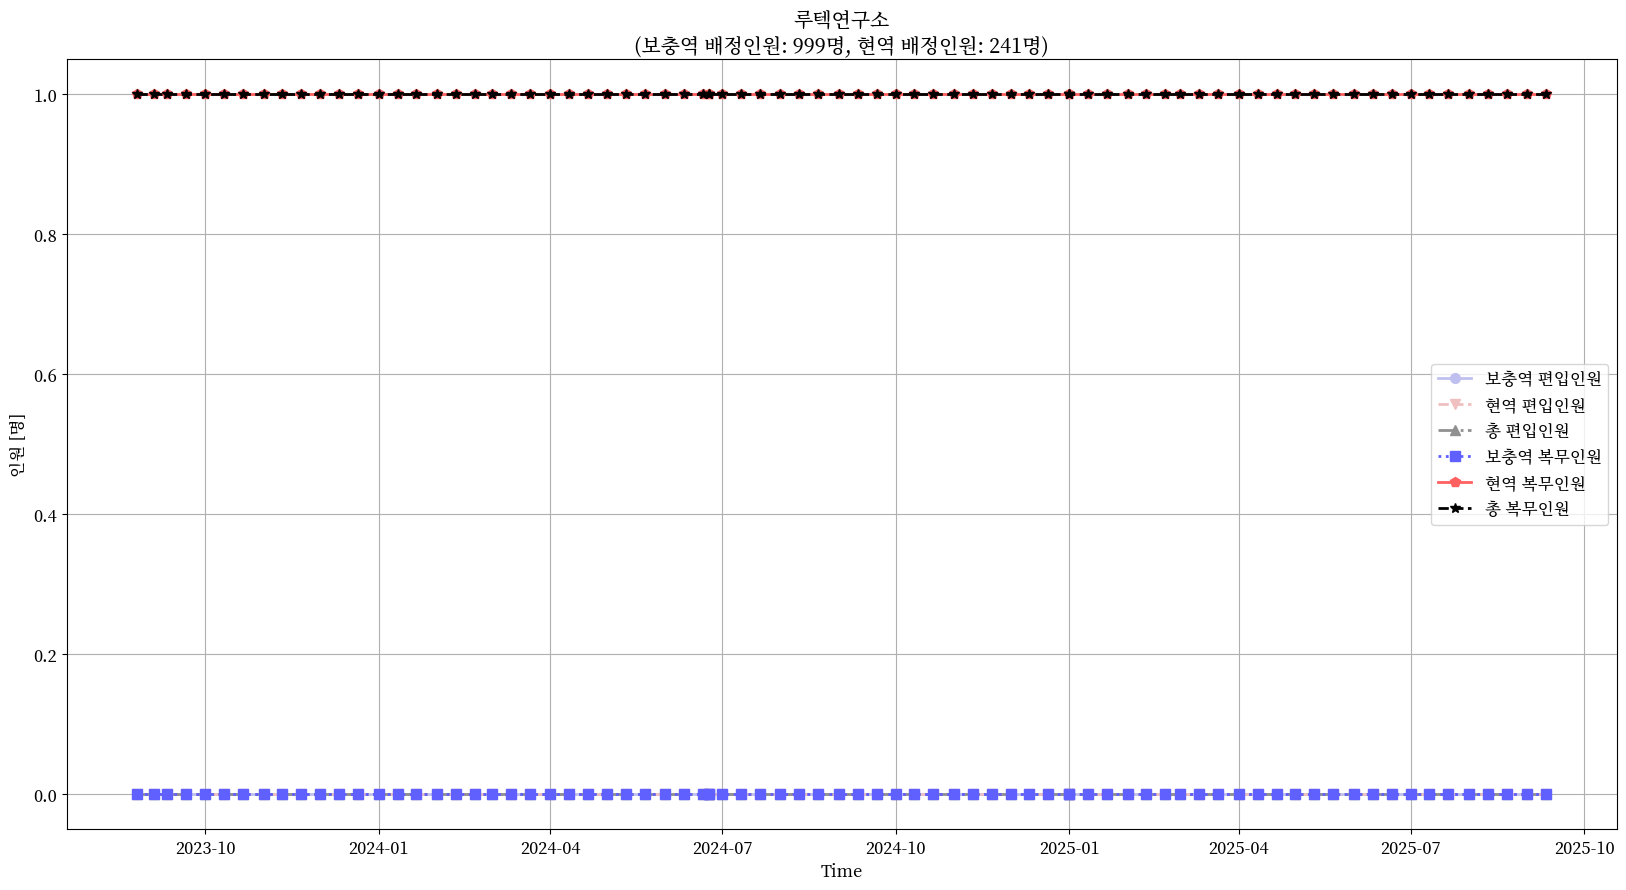 루텍연구소
(보충역 배정인원: 999명, 현역 배정인원: 241명)
인원 [명]
1.0
0.8
0.6
0.4
0.2
0.0
보충역 편입인원
현역 편입인원
총 편입인원
보충역 복무인원
현역 복무인원
총 복무인원
2023-10
2024-01
2024-04
2024-07
2024-10
2025-01
2025-04
2025-07
2025-10
Time